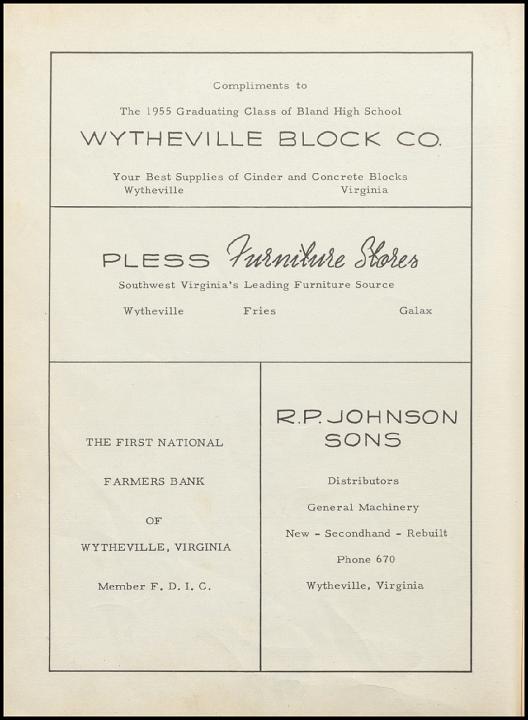 Compliments to
The 1955 Graduating Class of Bland High School
WYTHEVILLE BLOCK CO.
Your Best Supplies of Cinder and Concrete Blocks
Wytheville Virginia
PLESS Furniture Stores
Southwest Virginia's Leading Furniture Source
Wytheville Fries Galax
THE FIRST NATIONAL
FARMERS BANK
OF
WYTHEVILLE, VIRGINIA
Member F. D. I. C.
R.P. JOHNSON
SONS
Distributors
General Machinery
New - Secondhand - Rebuilt
Phone 670
Wytheville, Virginia